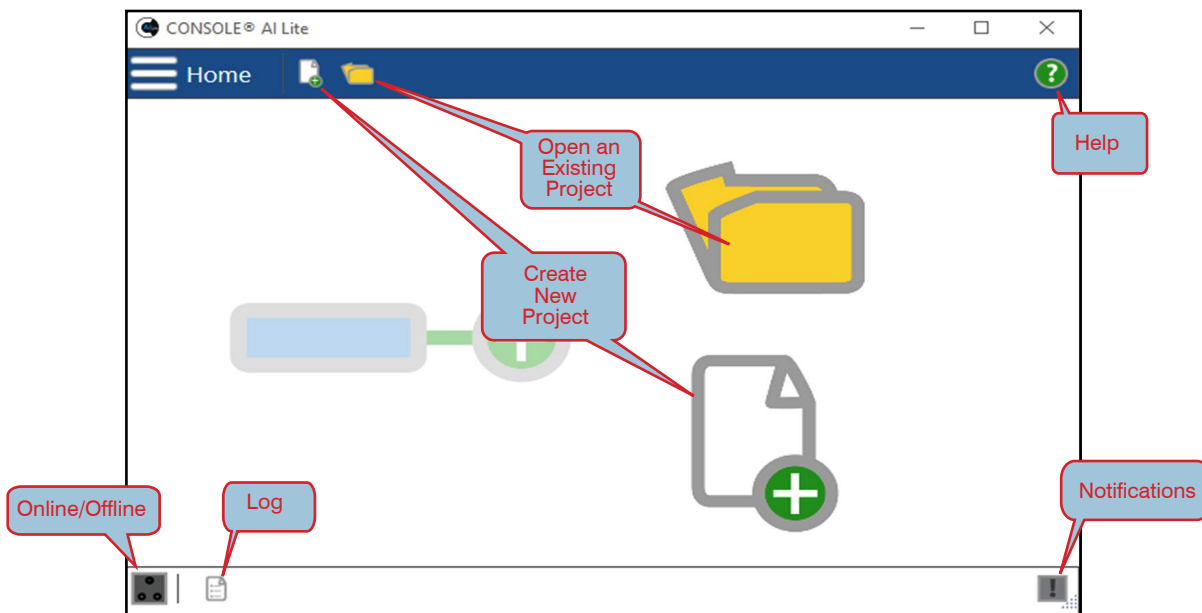 CONSOLE® AI Lite
Home
?
Open an
Existing
Project
Help
Create
New
Project
Online/Offline
Log
Notifications
!